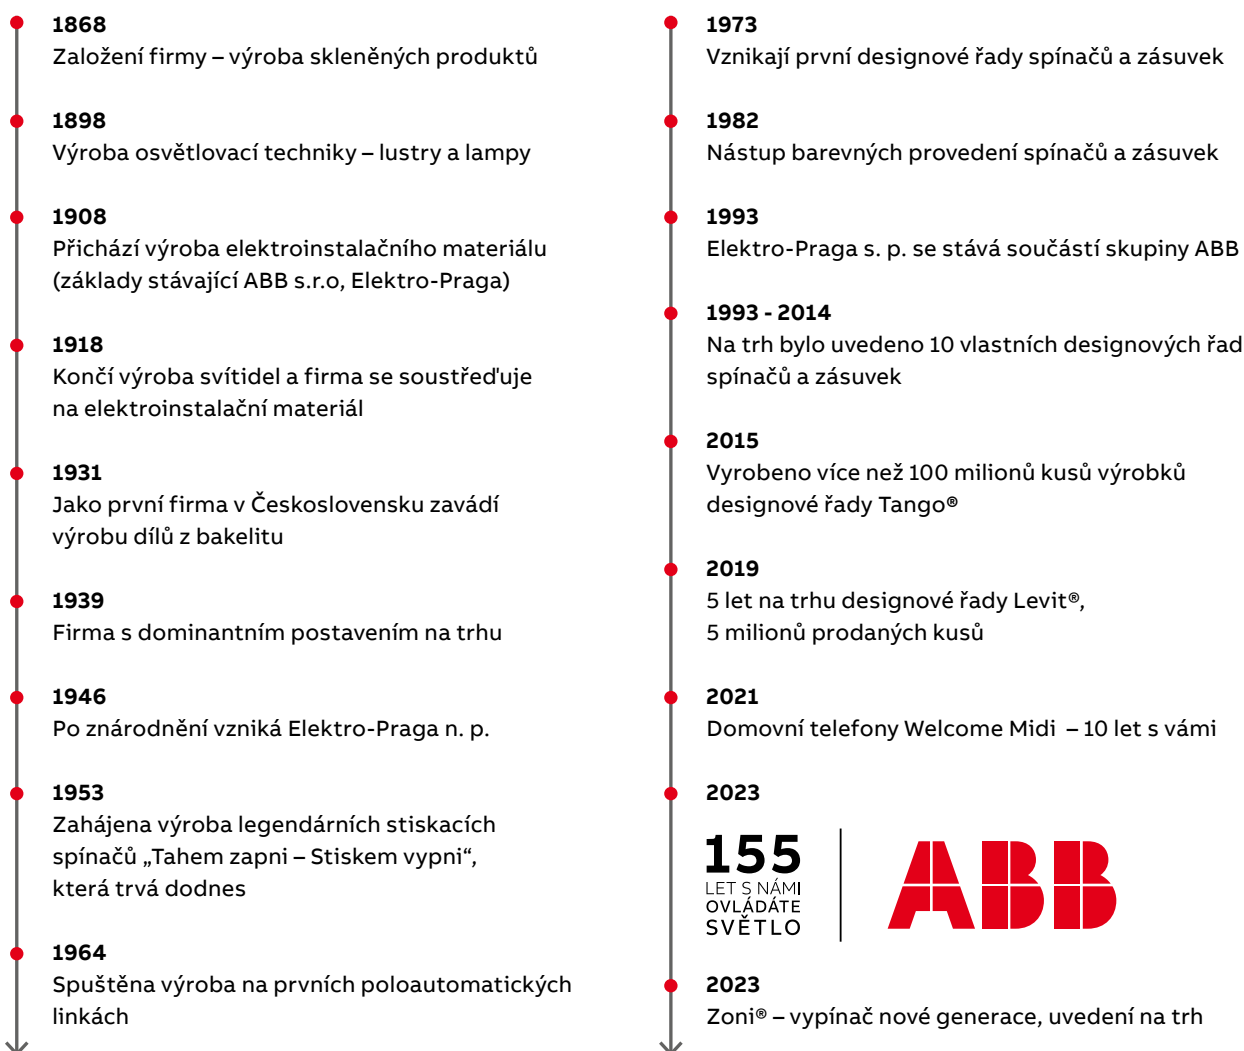 1868
Založení firmy – výroba skleněných produktů
1898
Výroba osvětlovací techniky – lustry a lampy
1908
Přichází výroba elektroinstalačního materiálu
(základy stávající ABB s.r.o, Elektro-Praga)
1918
Končí výroba svítidel a firma se soustřeďuje
na elektroinstalační materiál
1931
Jako první firma v Československu zavádí
výrobu dílů z bakelitu
1939
Firma s dominantním postavením na trhu
1946
Po znárodnění vzniká Elektro-Praga n. p.
1953
Zahájena výroba legendárních stiskacích
spínačů „Tahem zapni – Stiskem vypni“,
která trvá dodnes
1964
Spuštěna výroba na prvních poloautomatických
linkách
1973
Vznikají první designové řady spínačů a zásuvek
1982
Nástup barevných provedení spínačů a zásuvek
1993
Elektro-Praga s. p. se stává součástí skupiny ABB
1993 - 2014
Na trh bylo uvedeno 10 vlastních designových řad
spínačů a zásuvek
2015
Vyrobeno více než 100 milionů kusů výrobků
designové řady Tango®
2019
5 let na trhu designové řady Levit®,
5 milionů prodaných kusů
2021
Domovní telefony Welcome Midi – 10 let s vámi
2023
155
LET S NÁMI
OVLÁDÁTE
SVĚTLO
ABB
2023
Zoni® – vypínač nové generace, uvedení na trh